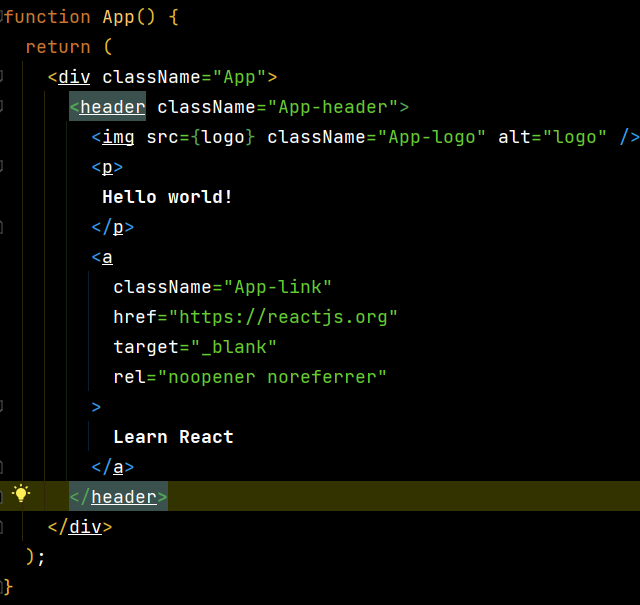 function App() {
  return (
    <div className="App">
      <header className="App-header">
        <img src={logo} className="App-logo" alt="logo" />
        <p>
         Hello world!
        </p>
        <a
          className="App-link"
          href="https://reactjs.org"
          target="_blank"
          rel="noopener noreferrer"
        >
          Learn React
        </a>
      </header>
    </div>
  );
}